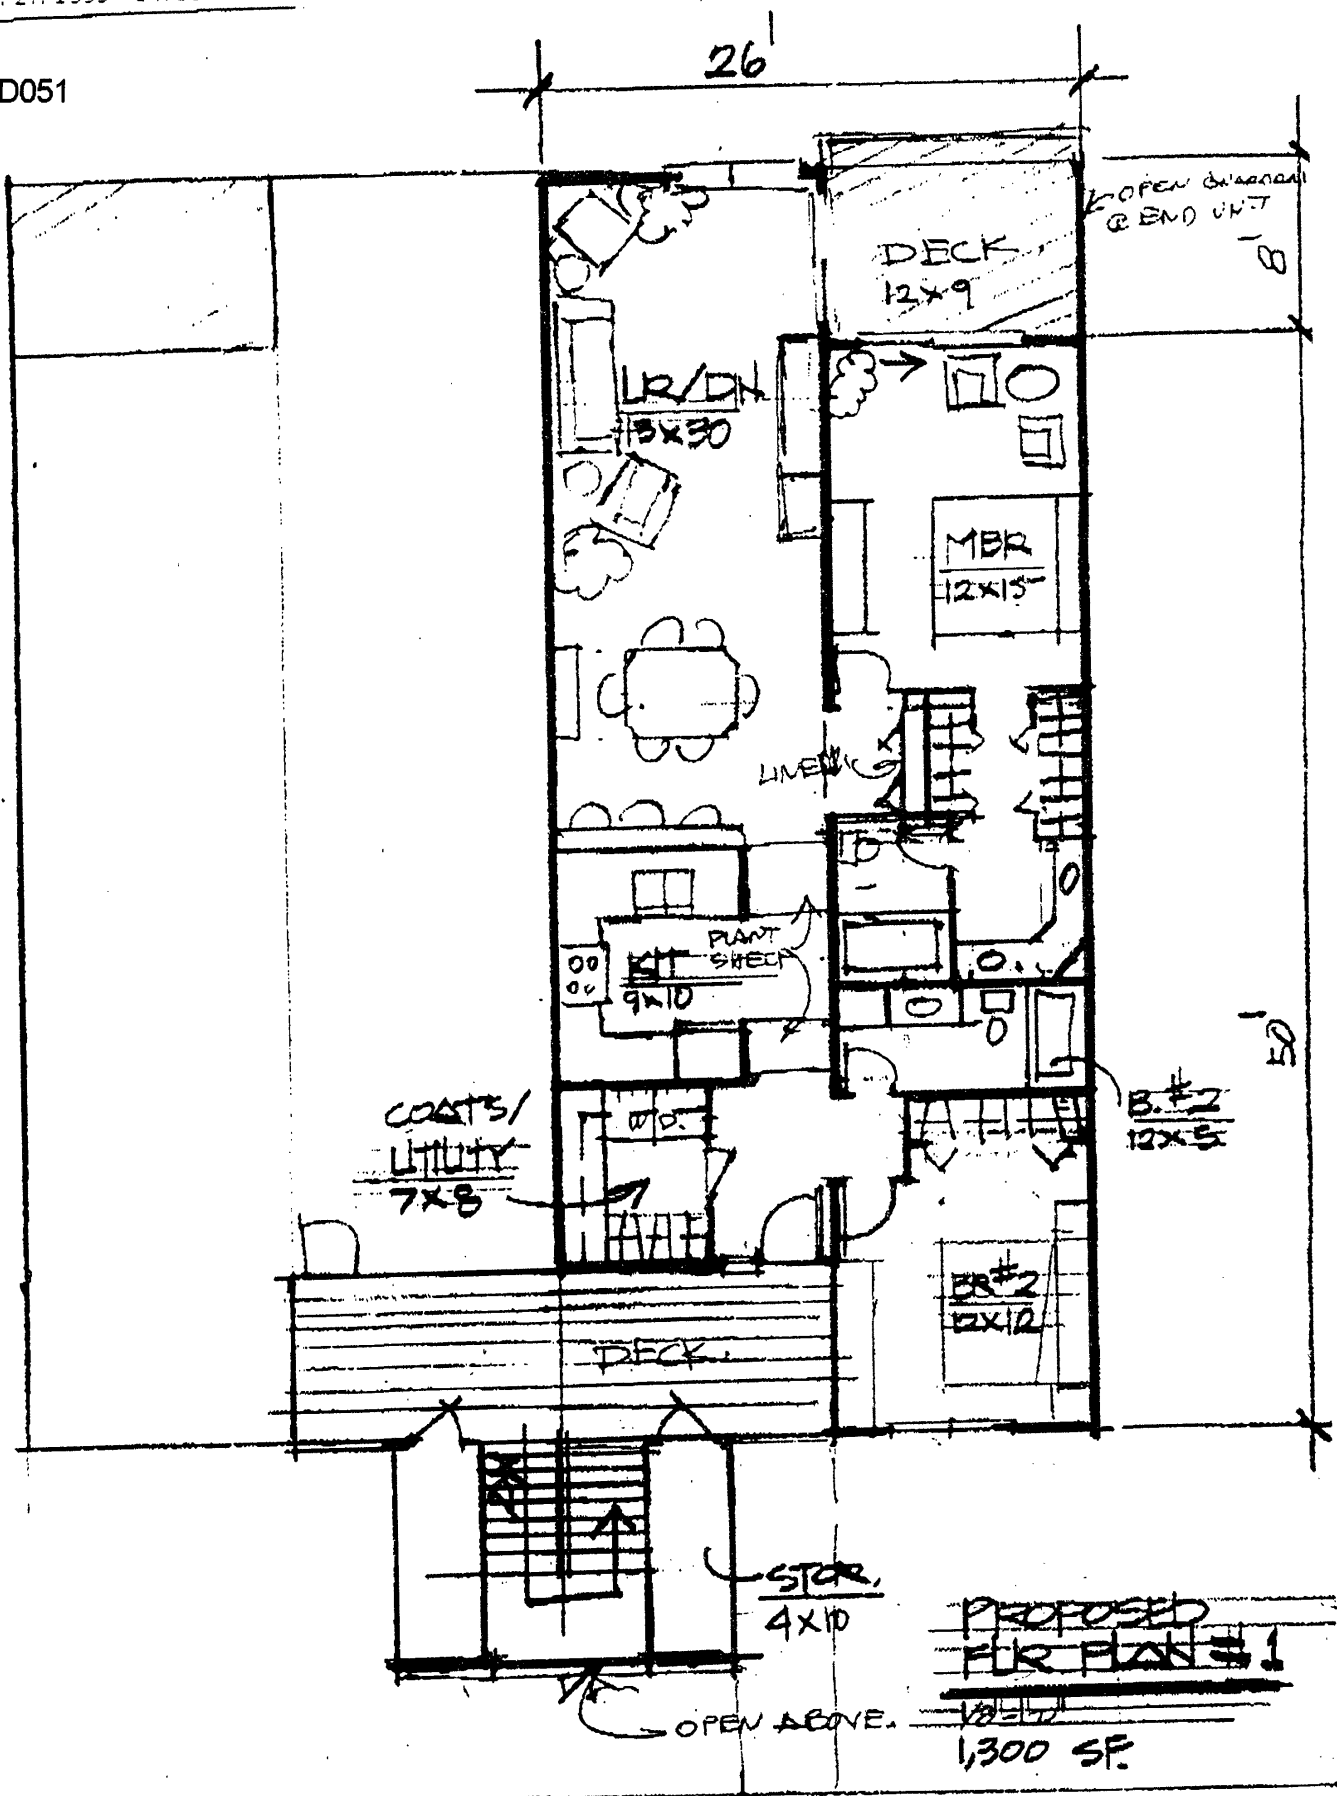 D051
26'
OPEN
@ END UNIT
DECK
12x9
8'
LR/DN
13x30
MBR
12x15
LINEN
PLANT
SHELF
KIT
9x10
50'
COATS/
UTILITY
7x8
W D.
B.#2
12x5
BR#2
12x12
DECK.
STOR.
4x10
PROPOSED
FLR PLAN #1
OPEN ABOVE.
1,300 SF.